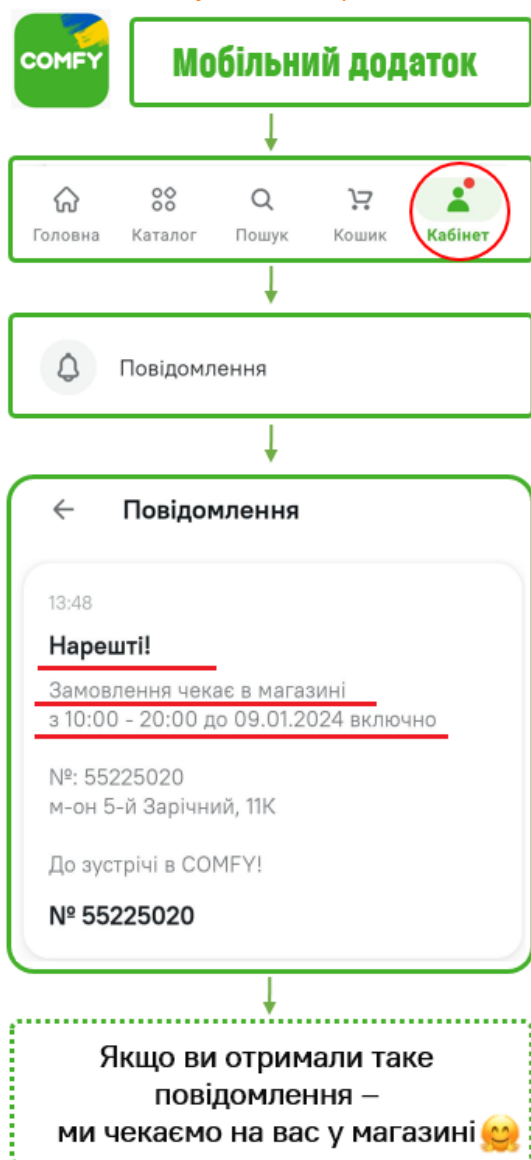 COMFY
Мобільний додаток
Головна
Каталог
Пошук
Кошик
Кабінет
Повідомлення
Повідомлення
13:48
Нарешті!
Замовлення чекає в магазині
з 10:00 - 20:00 до 09.01.2024 включно
№: 55225020
м-он 5-й Зарічний, 11К
До зустрічі в COMFY!
№ 55225020
Якщо ви отримали таке
повідомлення –
ми чекаємо на вас у магазині🤗